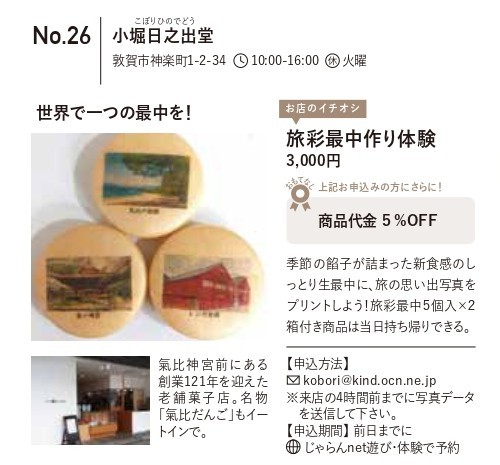 No.26
こぼりひのでどう
小堀日之出堂
敦賀市神楽町1-2-34 10:00-16:00 休 火曜
世界で一つの最中を!
お店のイチオシ
旅彩最中作り体験
3,000円
おもてなし
上記お申込みの方にさらに!
商品代金 5%OFF
季節の餡子が詰まった新食感のし
っとり生最中に、旅の思い出写真を
プリントしよう!旅彩最中5個入×2
箱付き商品は当日持ち帰りできる。
氣比神宮前にある
創業121年を迎えた
老舗菓子店。名物
「氣比だんご」もイー
トインで。
【申込方法】
kobori@kind.ocn.ne.jp
※来店の4時間前までに写真データ
を送信して下さい。
【申込期間】前日までに
じゃらんnet遊び・体験で予約